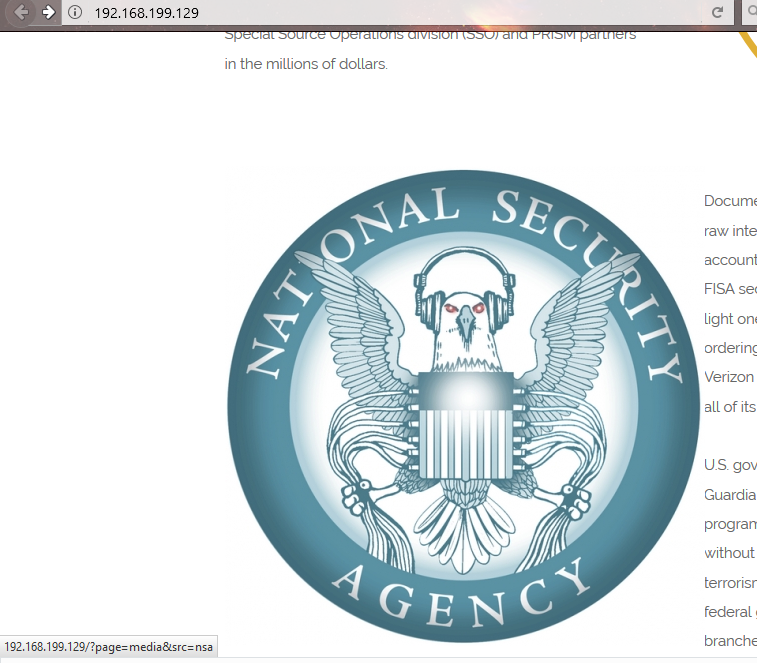 192.168.199.129
Special Source Operations division (SSO) and PRISM partners
in the millions of dollars.
NATIONAL SECURITY
AGENCY
Docume
raw inte
account
FISA sec
light one
ordering
Verizon
all of its
U.S. gov
Guardia
program
without
terrorism
federal g
branche
192.168.199.129/?page=media&src=nsa